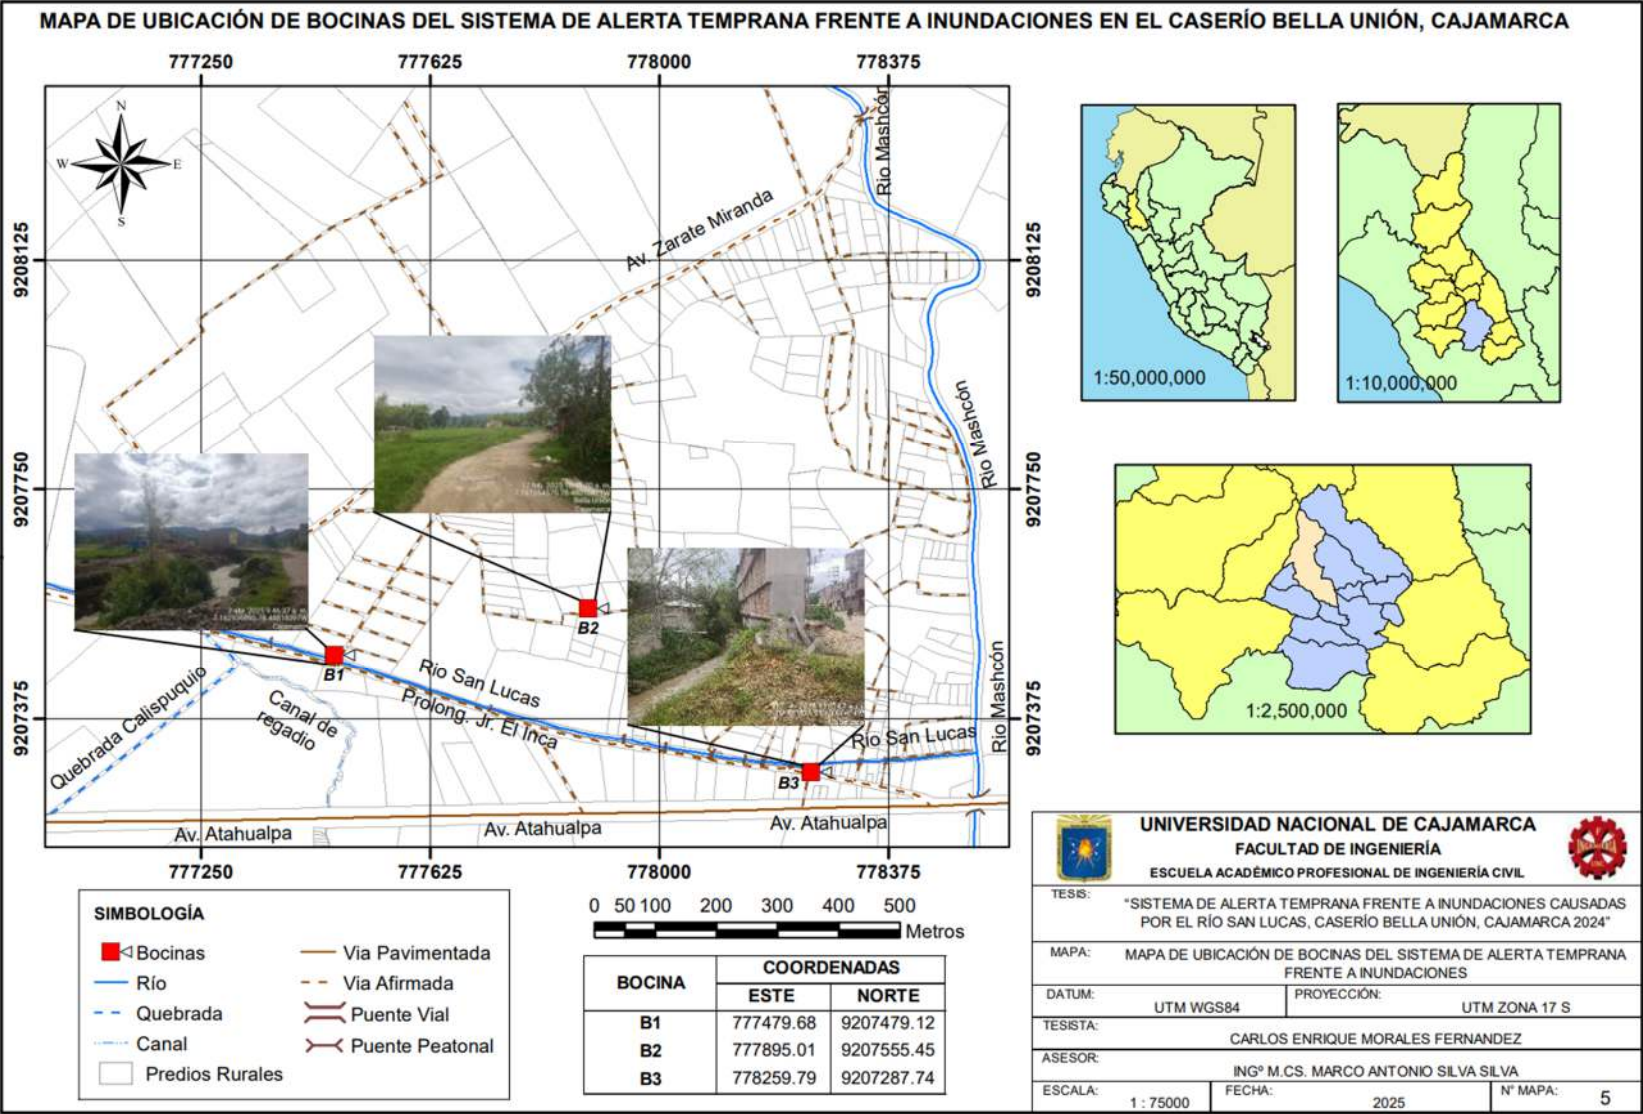 MAPA DE UBICACIÓN DE BOCINAS DEL SISTEMA DE ALERTA TEMPRANA FRENTE A INUNDACIONES EN EL CASERÍO BELLA UNIÓN, CAJAMARCA
777250 777625 778000 778375
N
W E
S
9208125
9207750
9207375
9208125
9207750
9207375
Rio Mashcón
Av. Zarate Miranda
Rio Mashcón
Bella Unión
Cajamarca
B2
B1
Rio San Lucas
Prolong. Jr. El Inca
Quebrada Calispuquio
Canal de
regadio
Rio Mashcón
Rio San Lucas
B3
Av. Atahualpa
Av. Atahualpa
Av. Atahualpa
777250 777625 778000 778375
1:50,000,000
1:10,000,000
1:2,500,000
SIMBOLOGÍA
Bocinas
Río
Quebrada
Canal
Predios Rurales
Via Pavimentada
Via Afirmada
Puente Vial
Puente Peatonal
0 50 100 200 300 400 500
Metros
BOCINA COORDENADAS
ESTE NORTE
B1 777479.68 9207479.12
B2 777895.01 9207555.45
B3 778259.79 9207287.74
UNIVERSIDAD NACIONAL DE CAJAMARCA
FACULTAD DE INGENIERÍA
ESCUELA ACADÉMICO PROFESIONAL DE INGENIERÍA CIVIL
TESIS: "SISTEMA DE ALERTA TEMPRANA FRENTE A INUNDACIONES CAUSADAS
POR EL RÍO SAN LUCAS, CASERÍO BELLA UNIÓN, CAJAMARCA 2024"
MAPA: MAPA DE UBICACIÓN DE BOCINAS DEL SISTEMA DE ALERTA TEMPRANA
FRENTE A INUNDACIONES
DATUM: UTM WGS84 PROYECCIÓN: UTM ZONA 17 S
TESISTA: CARLOS ENRIQUE MORALES FERNANDEZ
ASESOR: INGº M.CS. MARCO ANTONIO SILVA SILVA
ESCALA: 1 : 75000 FECHA: 2025 N° MAPA: 5